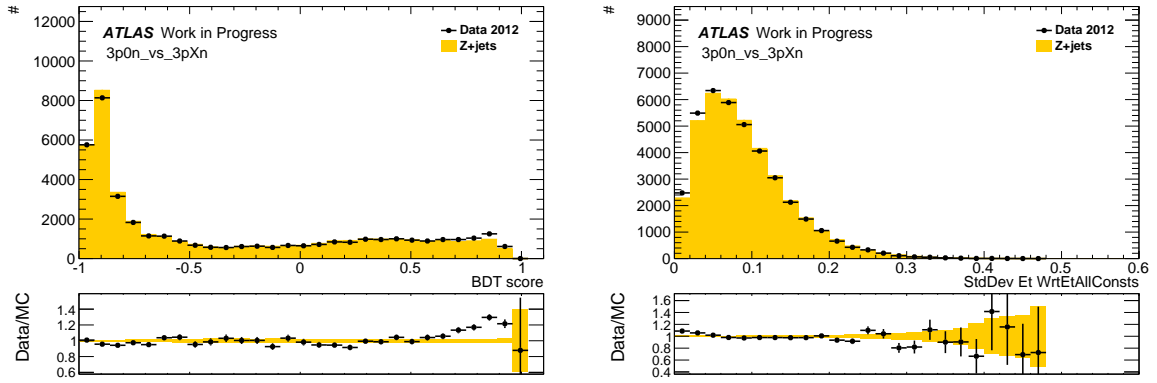 #
12000
10000
8000
6000
4000
2000
0
ATLAS Work in Progress
3p0n_vs_3pXn
Data 2012
Z+jets
-1 -0.5 0 0.5 1
BDT score
Data/MC
1.4
1.2
1.0
0.8
0.6
#
9000
8000
7000
6000
5000
4000
3000
2000
1000
0
ATLAS Work in Progress
3p0n_vs_3pXn
Data 2012
Z+jets
0 0.1 0.2 0.3 0.4 0.5 0.6
StdDev Et WrtEtAllConsts
Data/MC
1.6
1.4
1.2
1.0
0.8
0.6
0.4